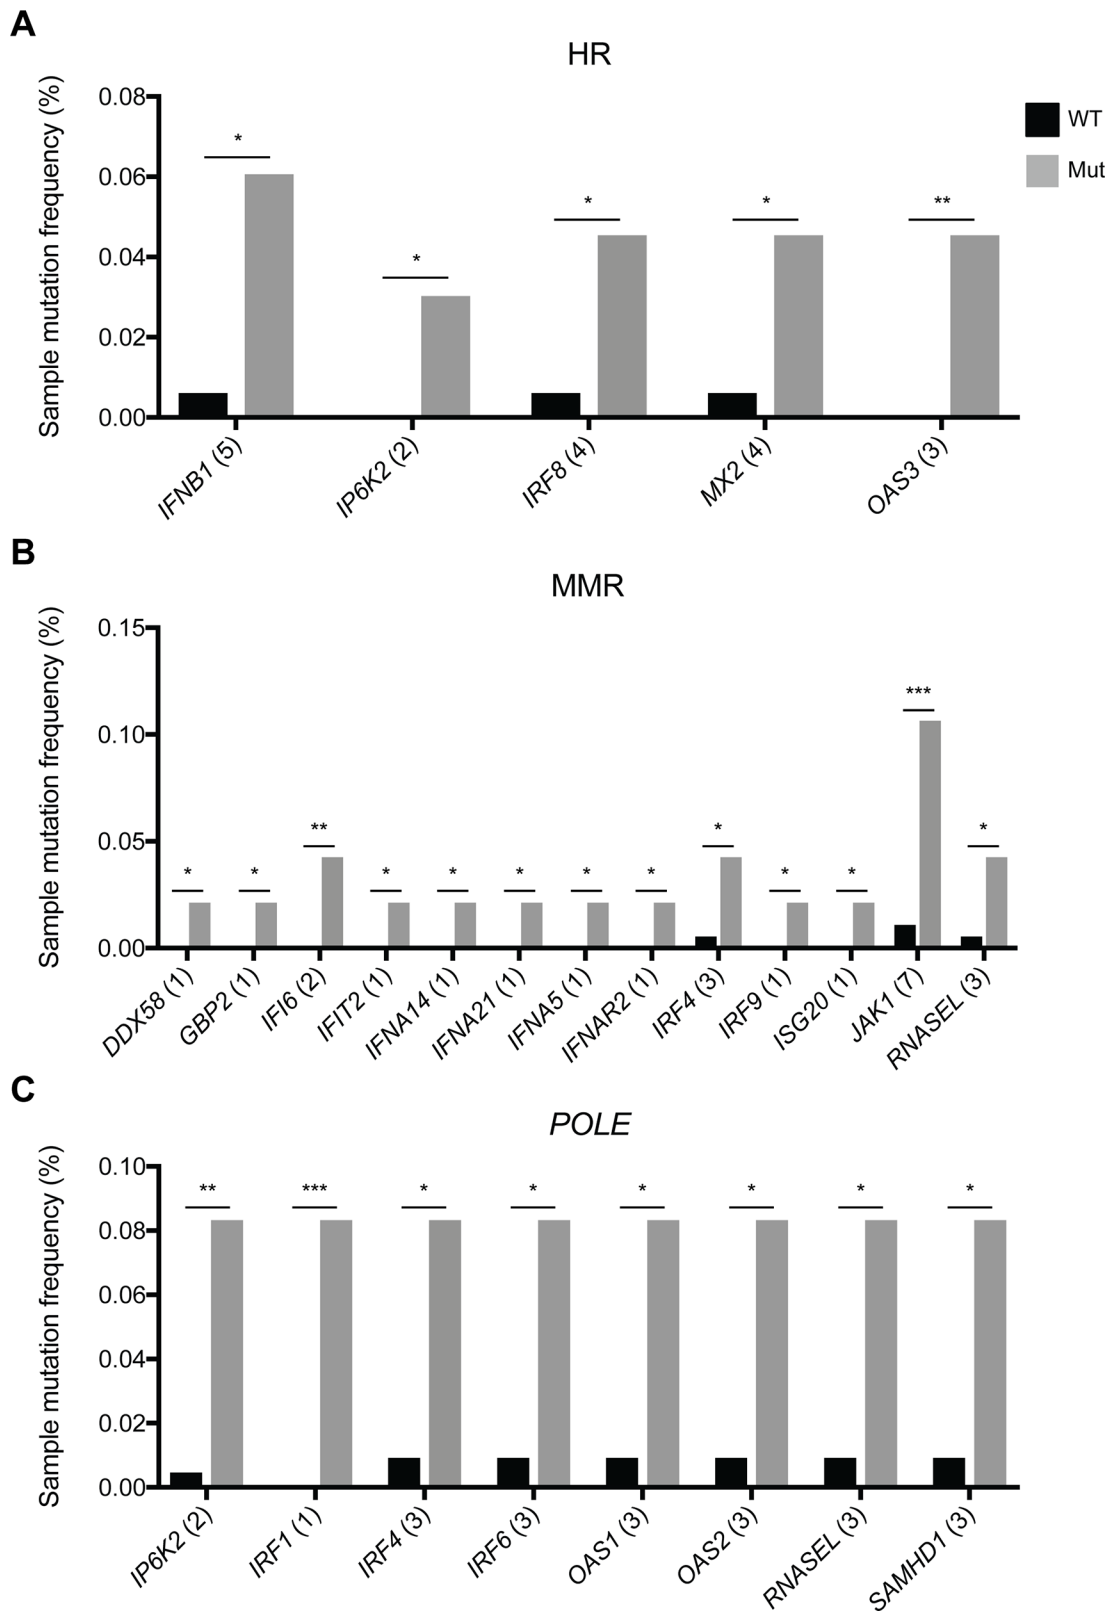 A
HR
Sample mutation frequency (%)
0.08
0.06
0.04
0.02
0.00
*
*
*
*
**
WT
Mut
IFNB1 (5)
IP6K2 (2)
IRF8 (4)
MX2 (4)
OAS3 (3)
B
MMR
Sample mutation frequency (%)
0.15
0.10
0.05
0.00
*
*
**
*
*
*
*
*
*
*
*
***
*
DDX58 (1)
GBP2 (1)
IFI6 (2)
IFIT2 (1)
IFNA14 (1)
IFNA21 (1)
IFNA5 (1)
IFNAR2 (1)
IRF4 (3)
IRF9 (1)
ISG20 (1)
JAK1 (7)
RNASEL (3)
C
POLE
Sample mutation frequency (%)
0.10
0.08
0.06
0.04
0.02
0.00
**
***
*
*
*
*
*
*
IP6K2 (2)
IRF1 (1)
IRF4 (3)
IRF6 (3)
OAS1 (3)
OAS2 (3)
RNASEL (3)
SAMHD1 (3)